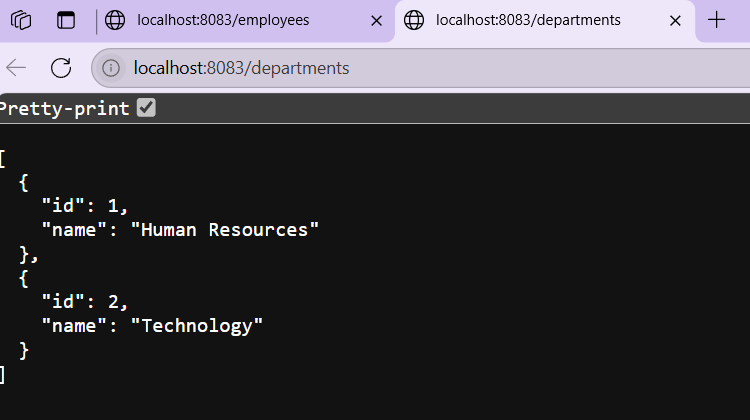 localhost:8083/employees
localhost:8083/departments
localhost:8083/departments
Pretty-print
[
  {
    "id": 1,
    "name": "Human Resources"
  },
  {
    "id": 2,
    "name": "Technology"
  }
]